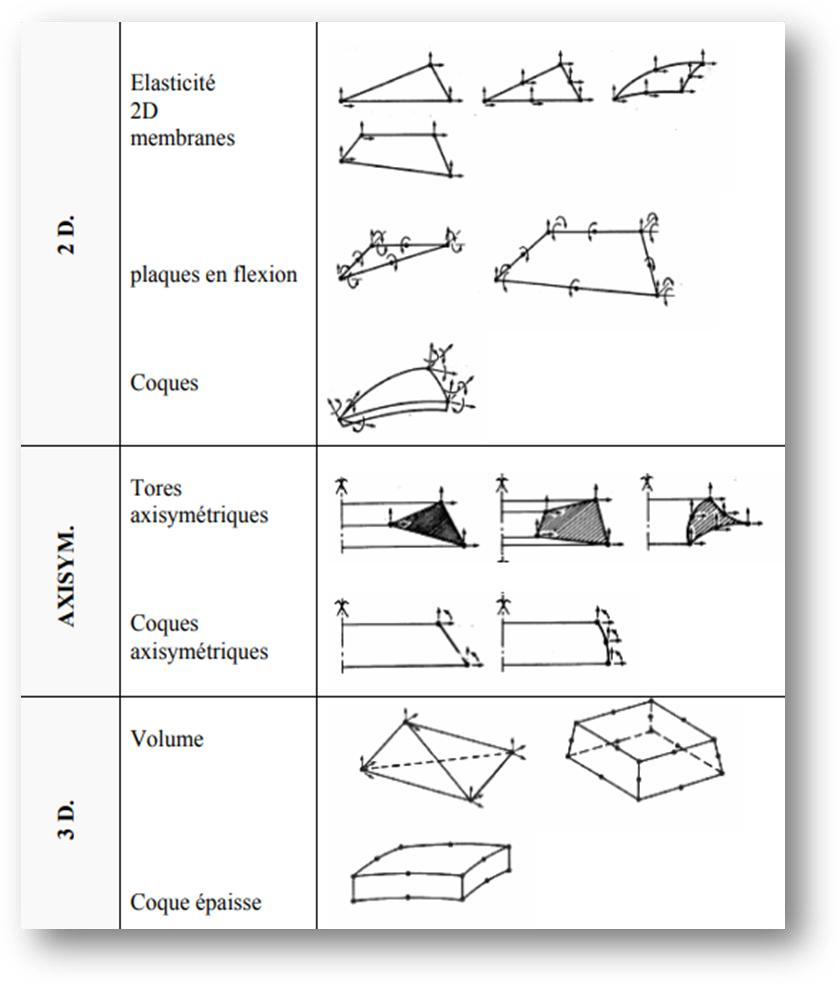 2 D.
Elasticité
2D
membranes
plaques en flexion
Coques
AXISYM.
Tores
axisymétriques
Coques
axisymétriques
3 D.
Volume
Coque épaisse